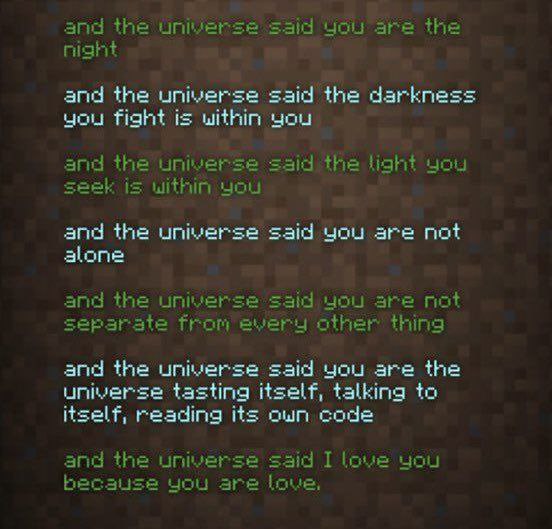 and the universe said you are the
night
and the universe said the darkness
you fight is within you
and the universe said the light you
seek is within you
and the universe said you are not
alone
and the universe said you are not
separate from every other thing
and the universe said you are the
universe tasting itself, talking to
itself, reading its own code
and the universe said I love you
because you are love.